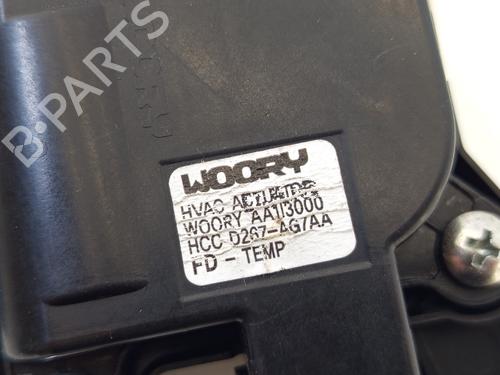 B-PARTS
WOORY
HVAC ACTUATOR
WOORY AA113000
HCC D267-AG7AA
FD - TEMP